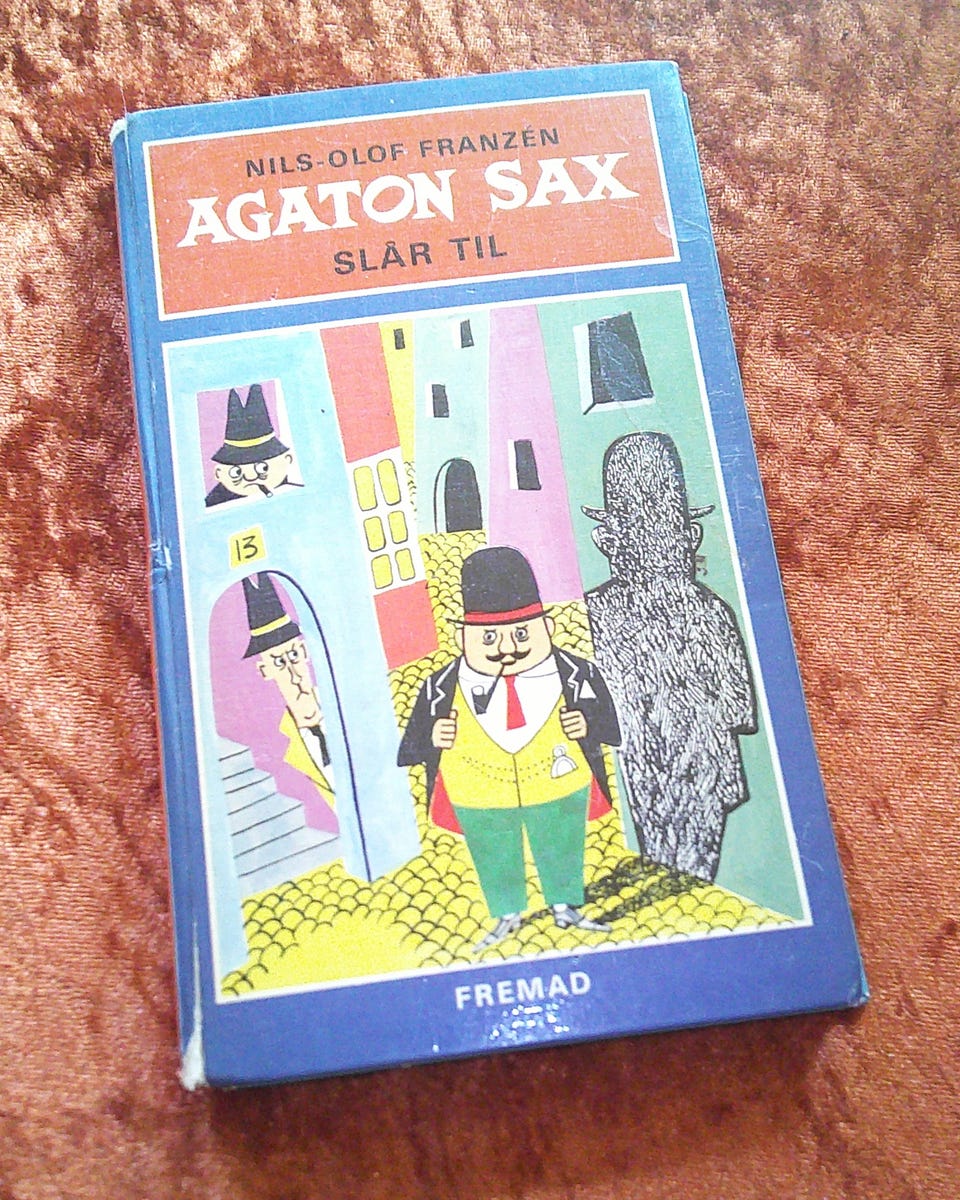 NILS-OLOF FRANZÉN
AGATON SAX
SLÅR TIL
13
FREMAD